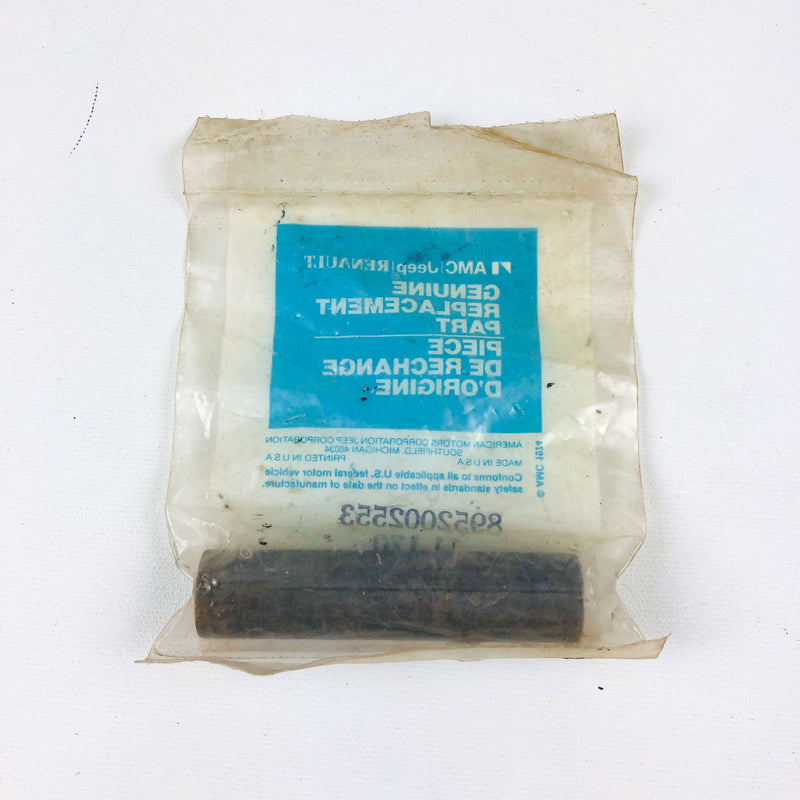 AMC|Jeep|RENAULT
GENUINE
REPLACEMENT
PART
PIECE
DE RECHANGE
D'ORIGINE
AMERICAN MOTORS CORPORATION JEEP CORPORATION
SOUTHFIELD, MICHIGAN 48034
MADE IN U S A PRINTED IN U.S.A
Conforms to all applicable U.S. federal motor vehicle
safety standards in effect on the date of manufacture.
© AMC 1974
8952002553